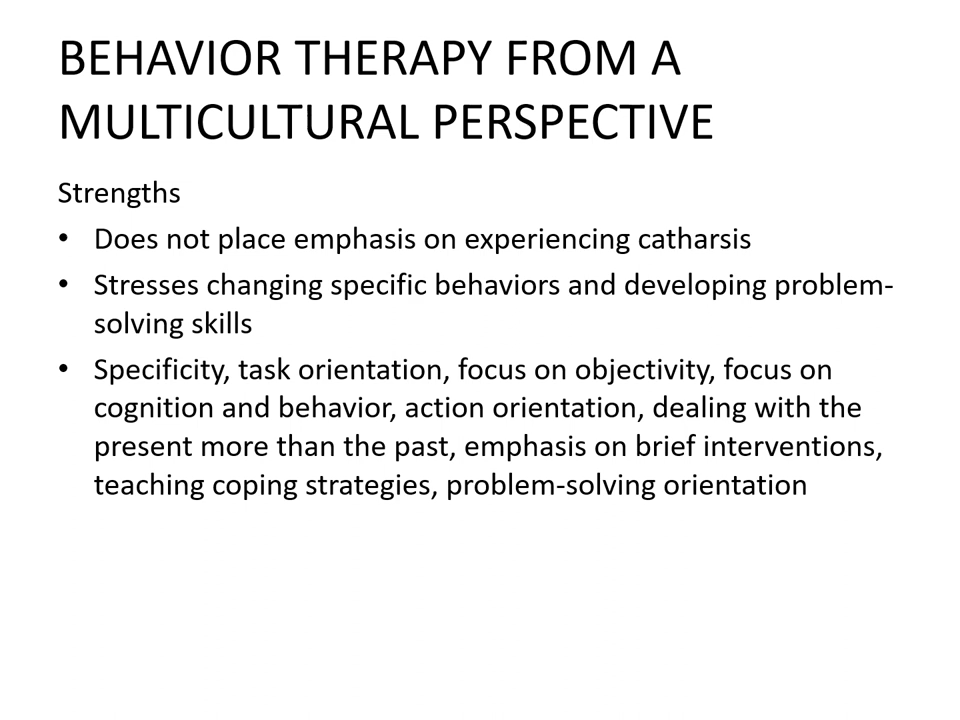 BEHAVIOR THERAPY FROM A
MULTICULTURAL PERSPECTIVE
Strengths
• Does not place emphasis on experiencing catharsis
• Stresses changing specific behaviors and developing problem-
solving skills
• Specificity, task orientation, focus on objectivity, focus on
cognition and behavior, action orientation, dealing with the
present more than the past, emphasis on brief interventions,
teaching coping strategies, problem-solving orientation